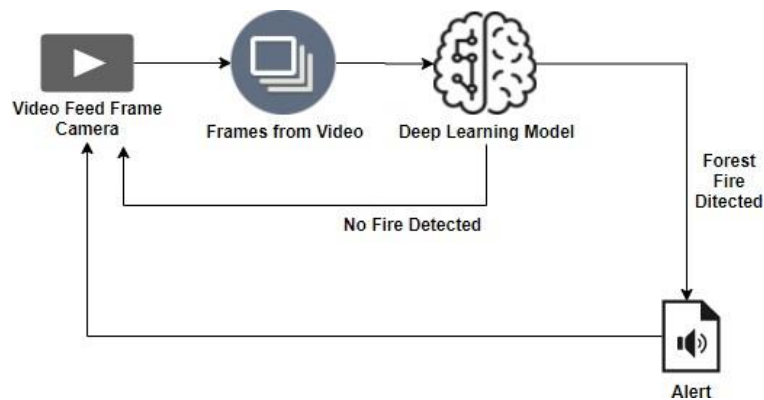 Video Feed Frame
Camera
Frames from Video
Deep Learning Model
Forest
Fire
Ditected
No Fire Detected
Alert